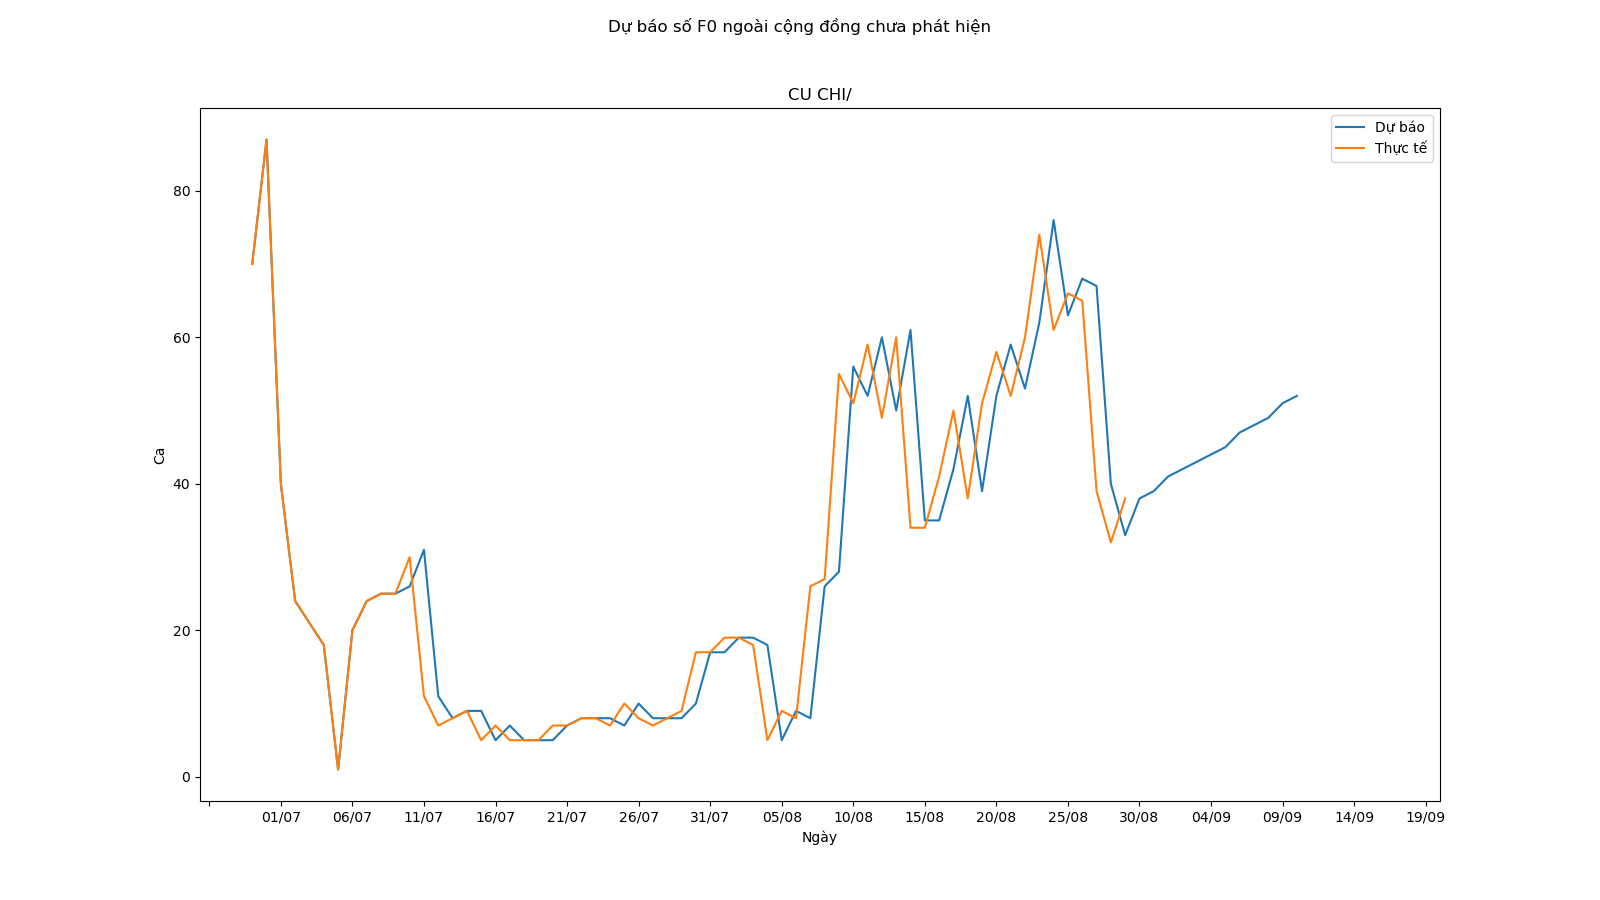 Dự báo số F0 ngoài cộng đồng chưa phát hiện
CU CHI/
Dự báo
Thực tế
80
60
40
20
0
Ca
01/07 06/07 11/07 16/07 21/07 26/07 31/07 05/08 10/08 15/08 20/08 25/08 30/08 04/09 09/09 14/09 19/09
Ngày